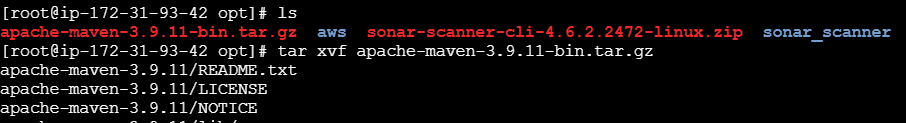 [root@ip-172-31-93-42 opt]# ls
apache-maven-3.9.11-bin.tar.gz  aws  sonar-scanner-cli-4.6.2.2472-linux.zip  sonar_scanner
[root@ip-172-31-93-42 opt]# tar xvf apache-maven-3.9.11-bin.tar.gz
apache-maven-3.9.11/README.txt
apache-maven-3.9.11/LICENSE
apache-maven-3.9.11/NOTICE